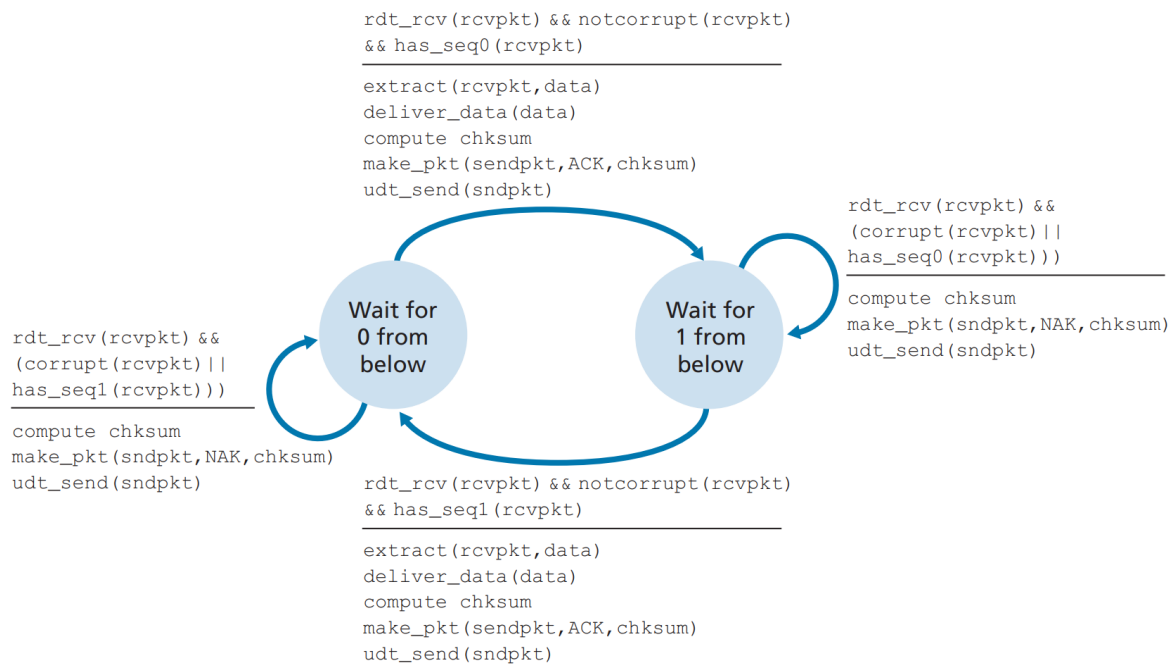 rdt_rcv(rcvpkt) && notcorrupt(rcvpkt)
&& has_seq0(rcvpkt)
extract(rcvpkt,data)
deliver_data(data)
compute chksum
make_pkt(sendpkt,ACK,chksum)
udt_send(sndpkt)
rdt_rcv(rcvpkt) &&
(corrupt(rcvpkt)||
has_seq0(rcvpkt)))
compute chksum
make_pkt(sndpkt,NAK,chksum)
udt_send(sndpkt)
Wait for
0 from
below
Wait for
1 from
below
rdt_rcv(rcvpkt) &&
(corrupt(rcvpkt)||
has_seq1(rcvpkt)))
compute chksum
make_pkt(sndpkt,NAK,chksum)
udt_send(sndpkt)
rdt_rcv(rcvpkt) && notcorrupt(rcvpkt)
&& has_seq1(rcvpkt)
extract(rcvpkt,data)
deliver_data(data)
compute chksum
make_pkt(sendpkt,ACK,chksum)
udt_send(sndpkt)